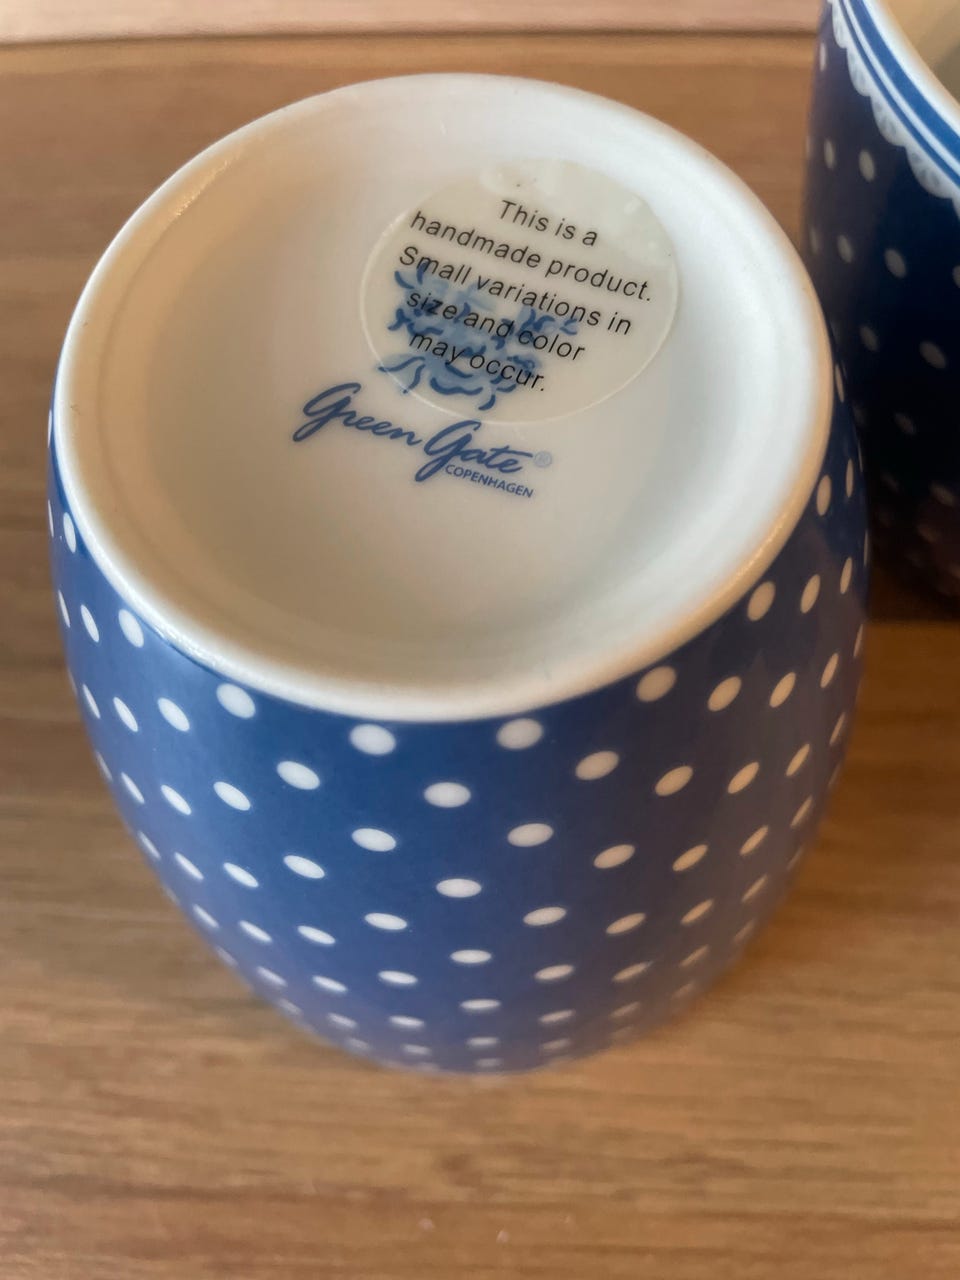 This is a
handmade product.
Small variations in
size and color
may occur.
Green Gate®
COPENHAGEN